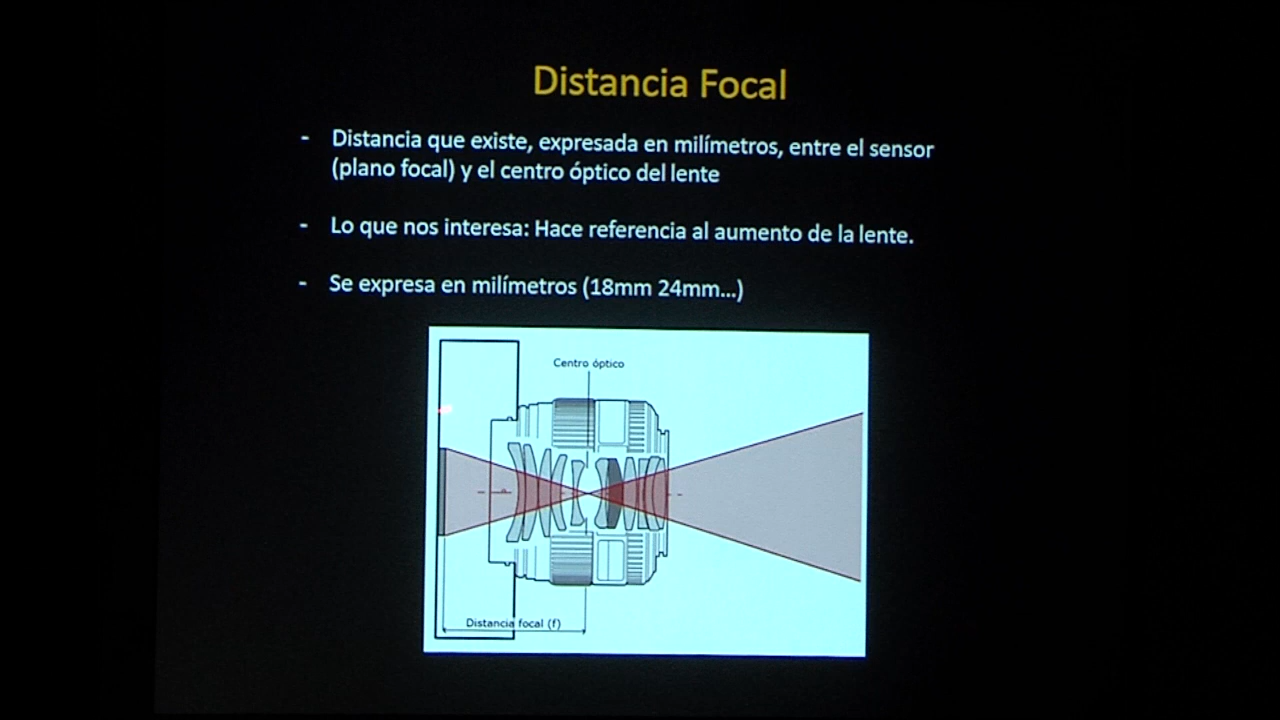 Distancia Focal
- Distancia que existe, expresada en milímetros, entre el sensor
(plano focal) y el centro óptico del lente
- Lo que nos interesa: Hace referencia al aumento de la lente.
- Se expresa en milímetros (18mm 24mm...)
Centro óptico
Distancia focal (f)